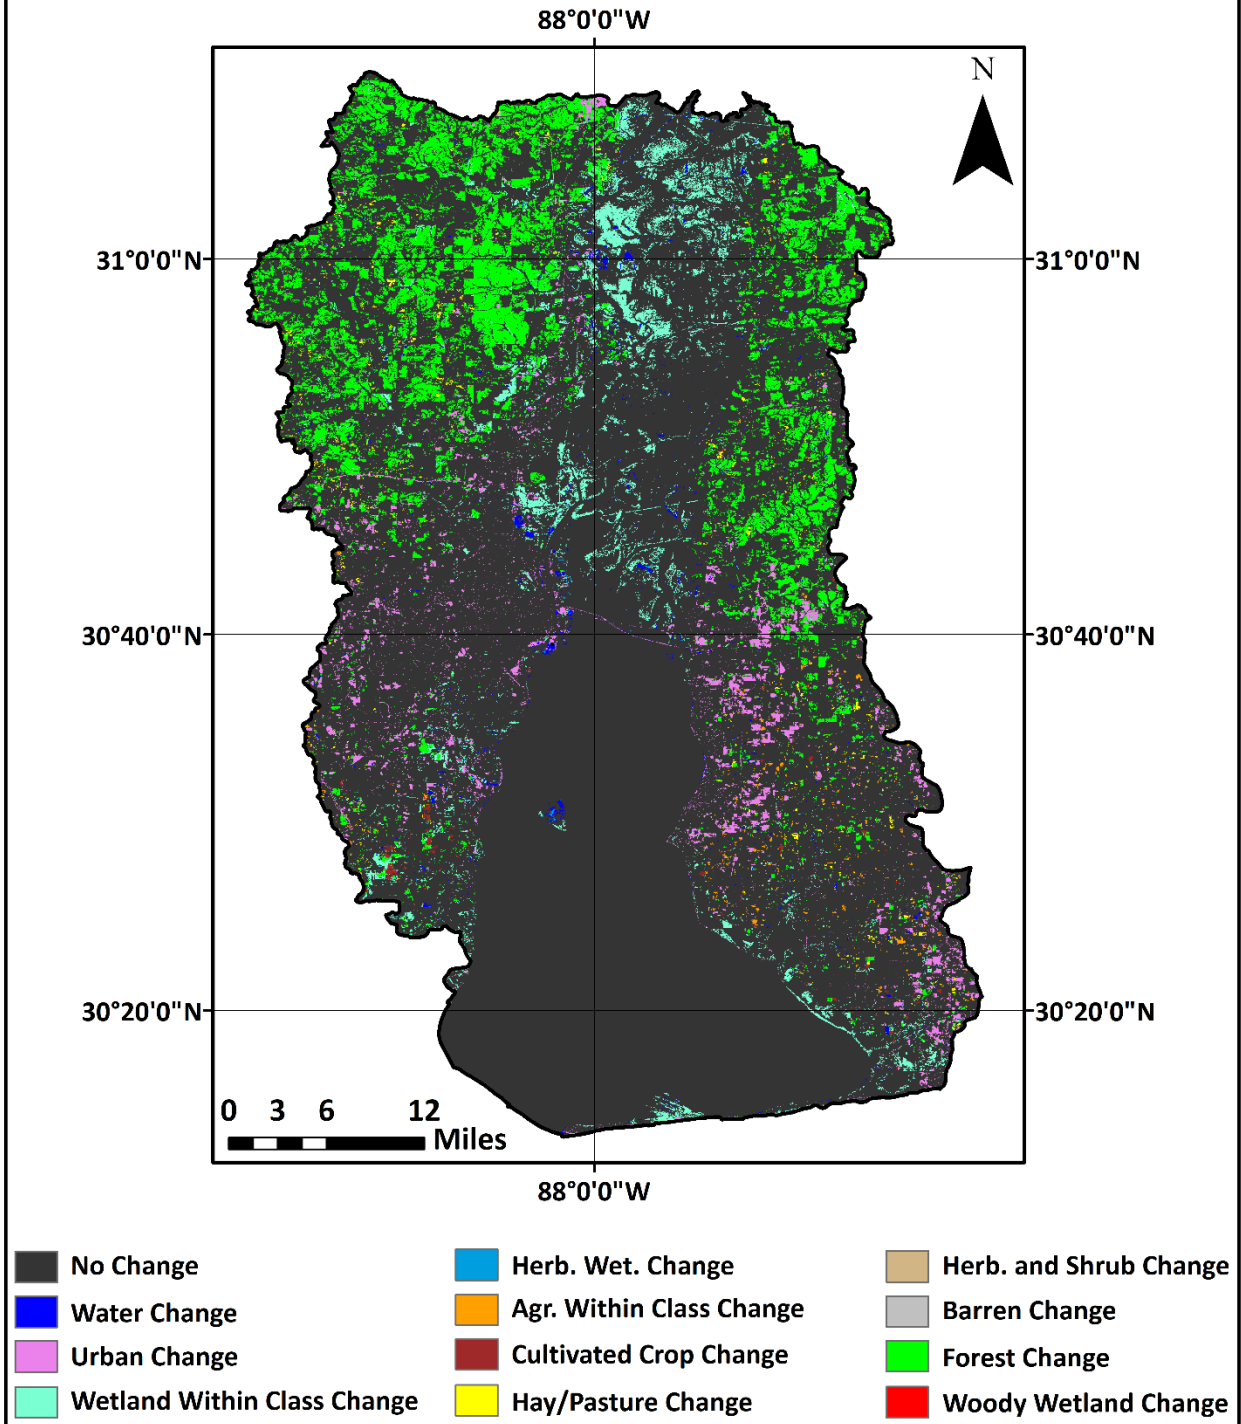 88°0'0"W
N
31°0'0"N
31°0'0"N
30°40'0"N
30°40'0"N
30°20'0"N
30°20'0"N
0 3 6 12
Miles
88°0'0"W
No Change
Herb. Wet. Change
Herb. and Shrub Change
Water Change
Agr. Within Class Change
Barren Change
Urban Change
Cultivated Crop Change
Forest Change
Wetland Within Class Change
Hay/Pasture Change
Woody Wetland Change